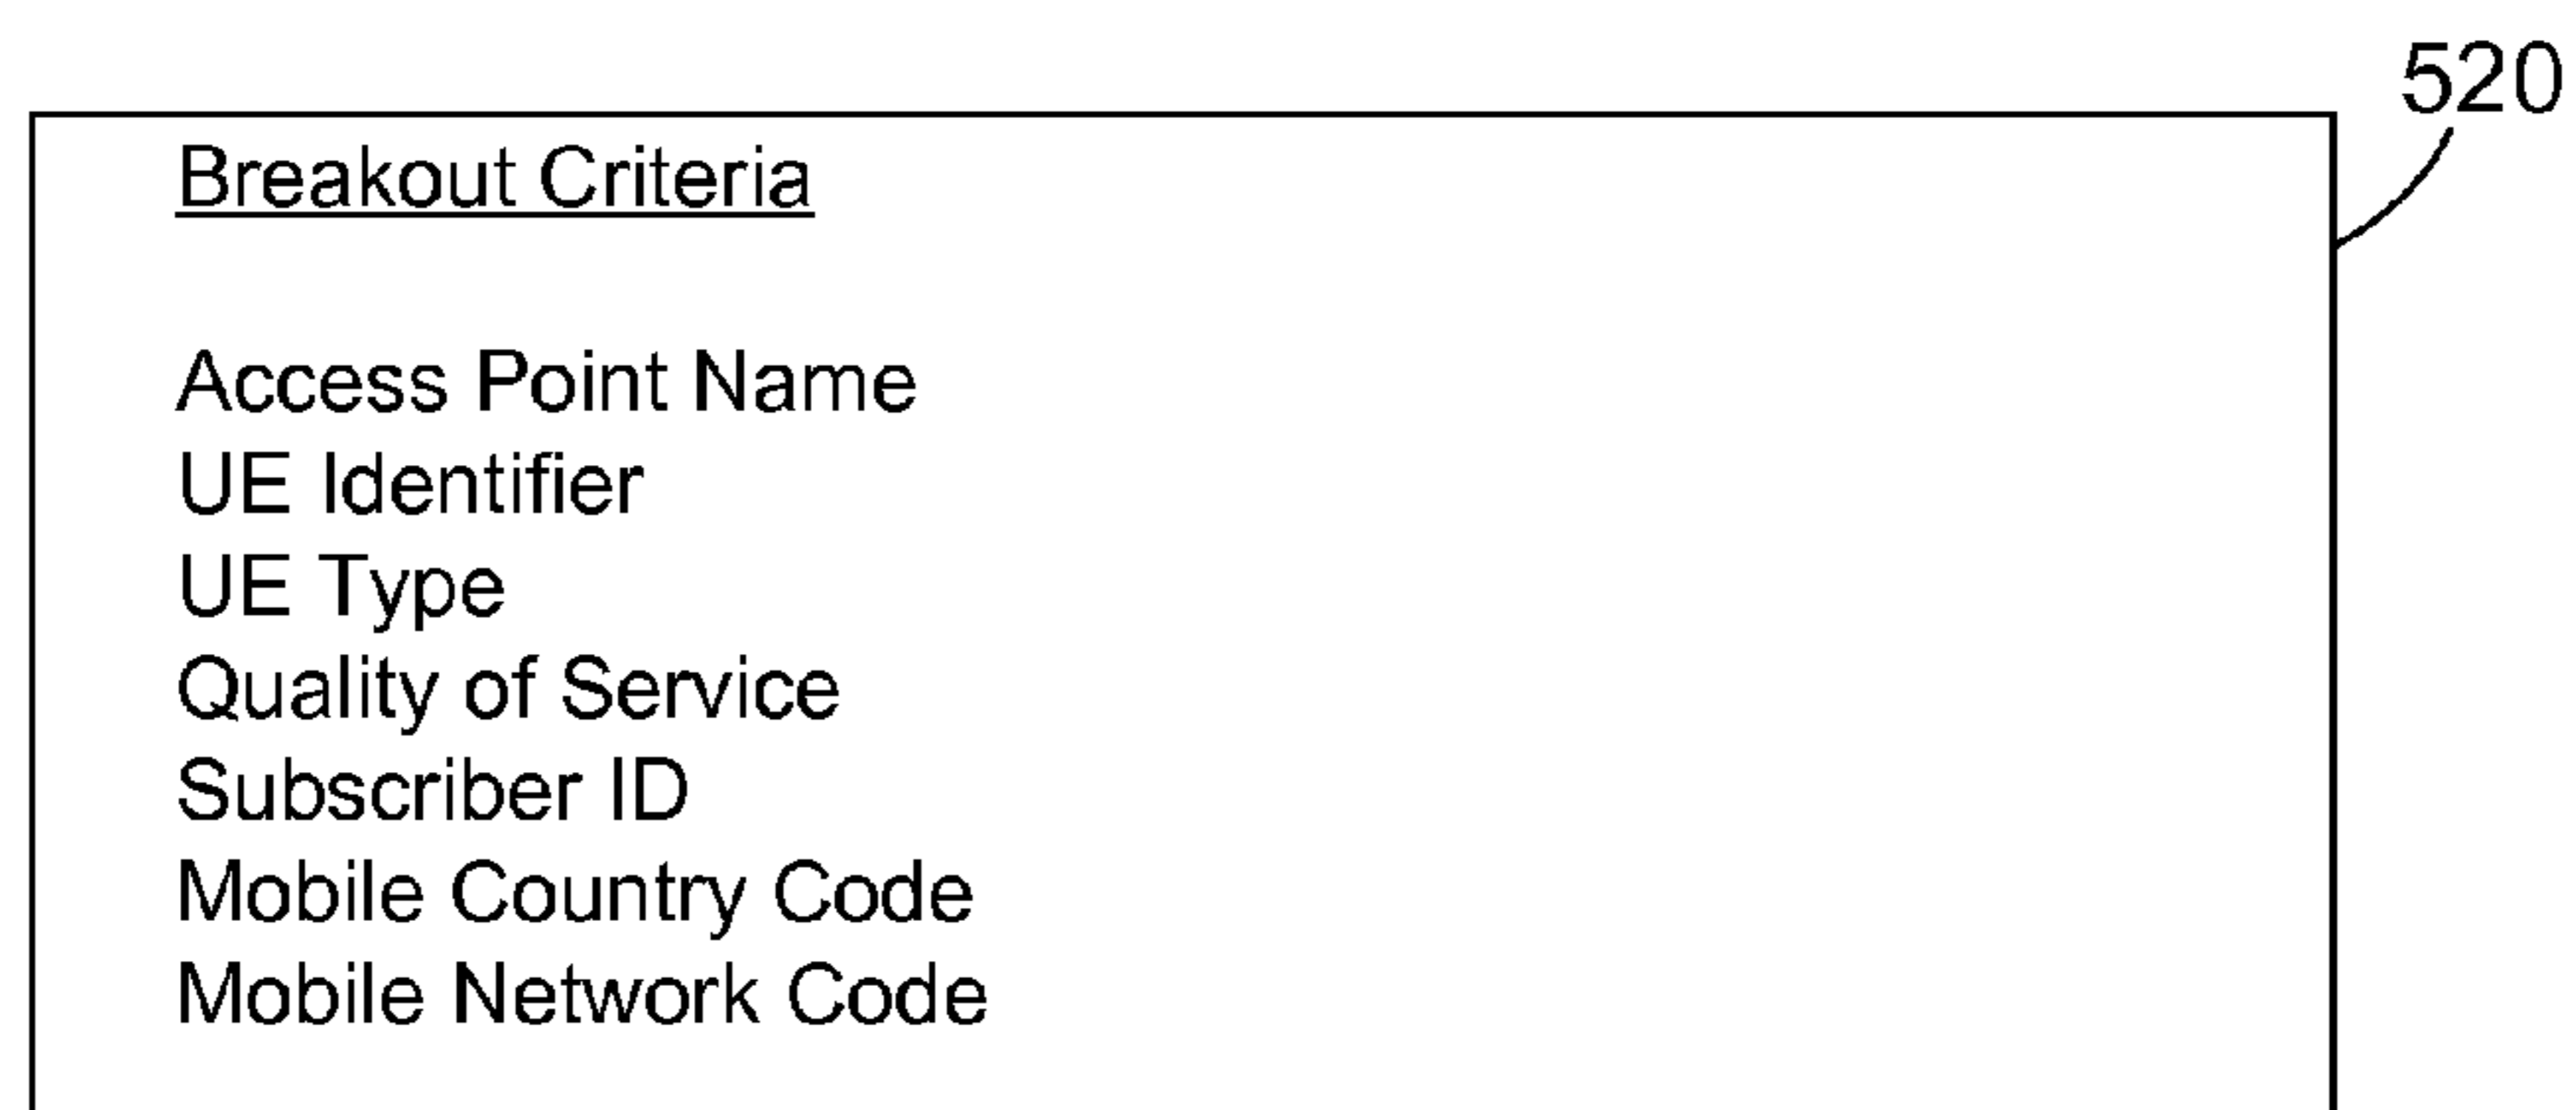 520
Breakout Criteria
Access Point Name
UE Identifier
UE Type
Quality of Service
Subscriber ID
Mobile Country Code
Mobile Network Code